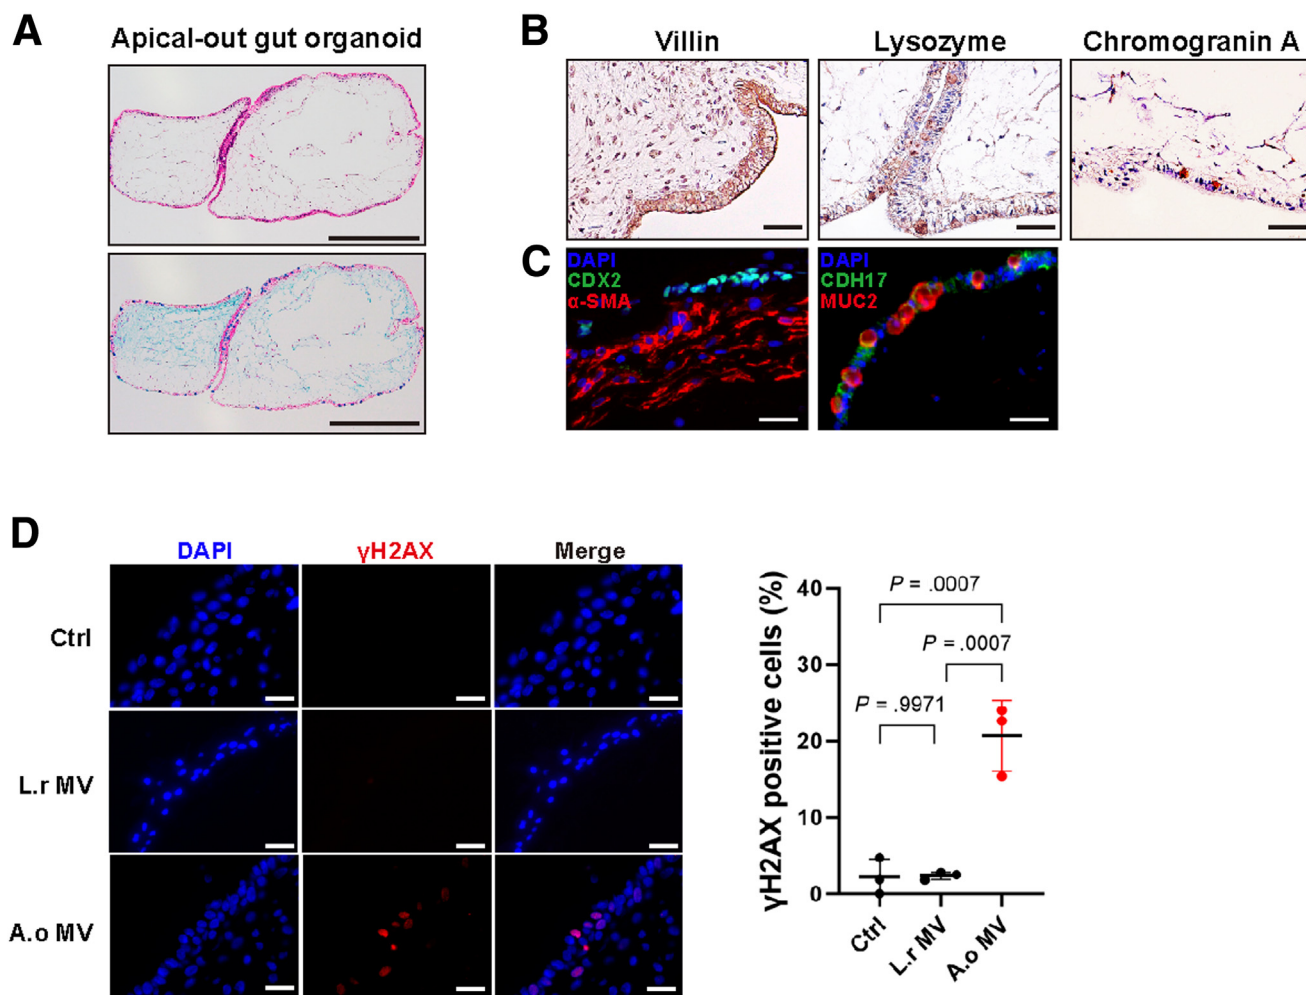 A
Apical-out gut organoid
B
Villin
Lysozyme
Chromogranin A
C
DAPI
CDX2
α-SMA
DAPI
CDH17
MUC2
D
DAPI
γH2AX
Merge
Ctrl
L.r MV
A.o MV
γH2AX positive cells (%)
40
30
20
10
0
P = .0007
P = .0007
P = .9971
Ctrl
L.r MV
A.o MV